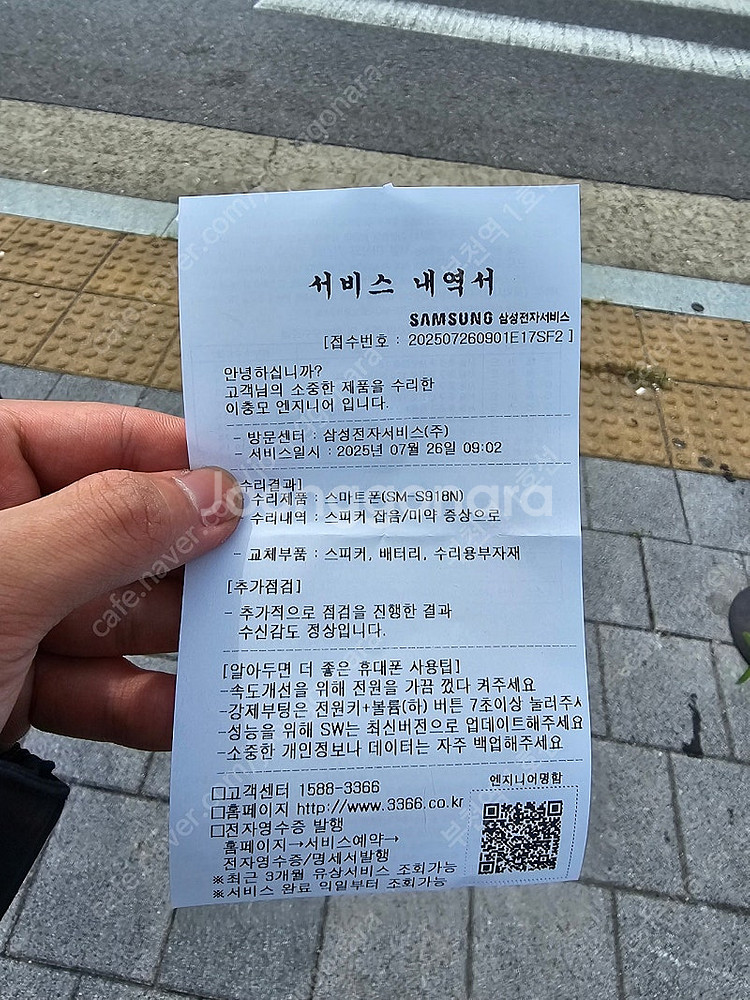 서비스 내역서
SAMSUNG 삼성전자서비스
[접수번호 : 202507260901E17SF2 ]
안녕하십니까?
고객님의 소중한 제품을 수리한
이충모 엔지니어 입니다.
- 방문센터 : 삼성전자서비스(주)
- 서비스일시 : 2025년 07월 26일 09:02
수리결과]
수리제품 : 스마트폰(SM-S918N)
수리내역 : 스피커 잡음/미약 증상으로
- 교체부품 : 스피커, 배터리, 수리용부자재
[추가점검]
- 추가적으로 점검을 진행한 결과
수신감도 정상입니다.
[알아두면 더 좋은 휴대폰 사용팁]
-속도개선을 위해 전원을 가끔 껐다 켜주세요
-강제부팅은 전원키+볼륨(하) 버튼 7초이상 눌러주시
-성능을 위해 SW는 최신버전으로 업데이트해주세요
-소중한 개인정보나 데이터는 자주 백업해주세요
엔지니어명함
□고객센터 1588-3366
□홈페이지 http://www.3366.co.kr
□전자영수증 발행
홈페이지→서비스예약→
전자영수증/명세서발행
※최근 3개월 유상서비스 조회가능
※서비스 완료 익일부터 조회가능
Joonggonara
cafe.naver.com/joonggonara